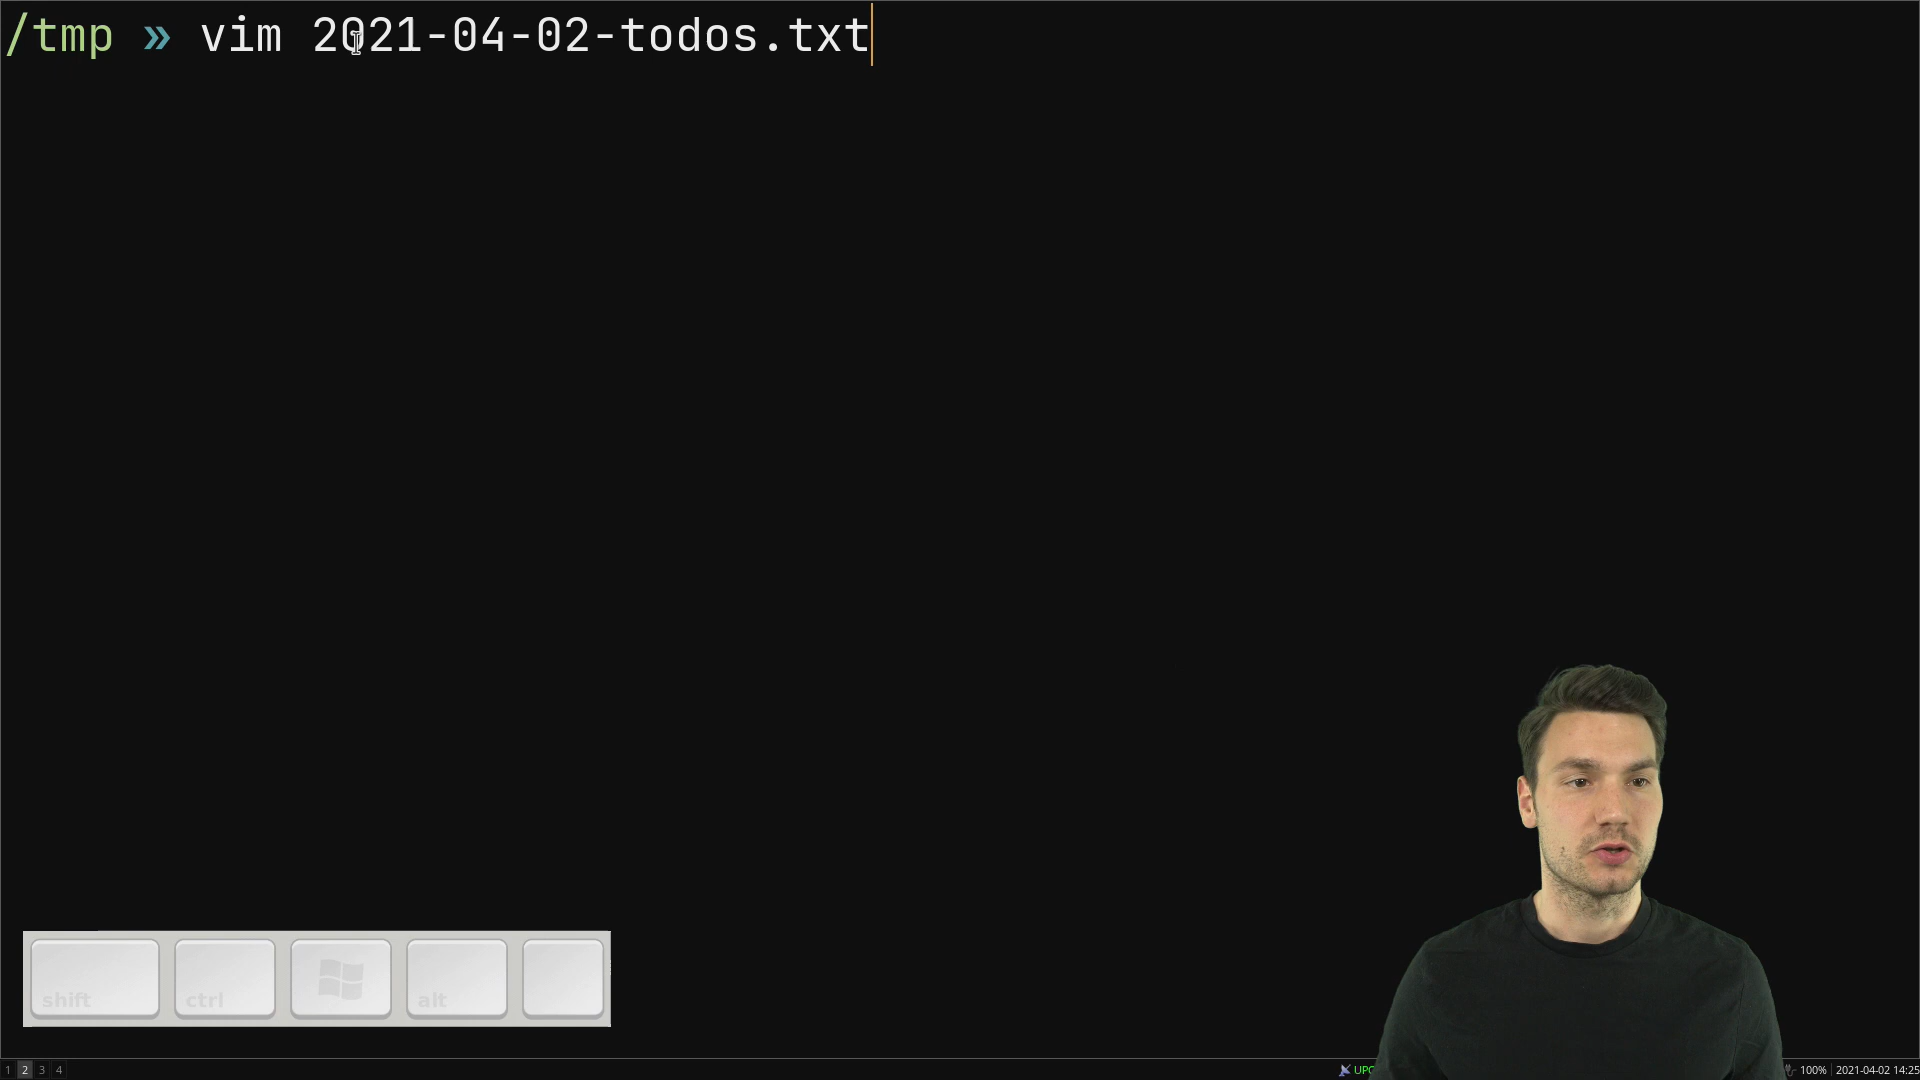 /tmp » vim 2021-04-02-todos.txt
shift ctrl alt
1 2 3 4 100% 2021-04-02 14:25